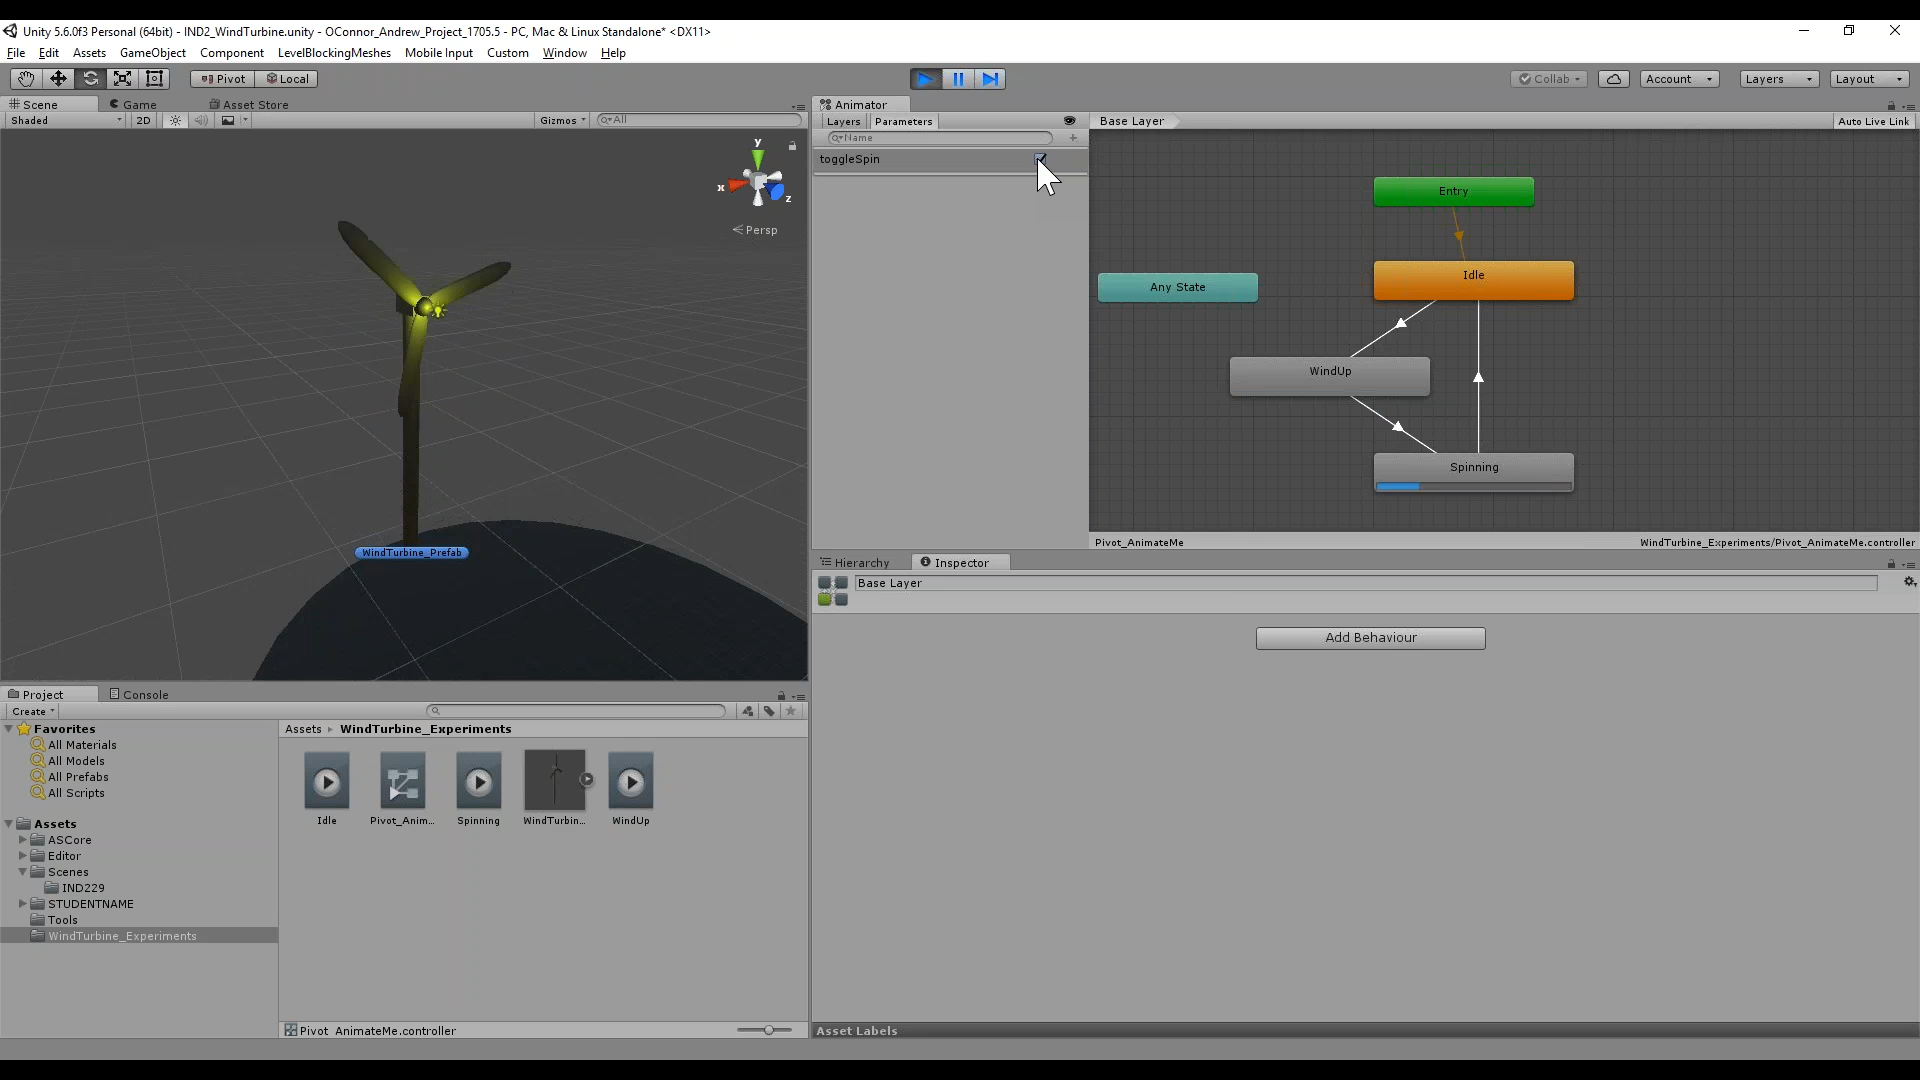 Unity 5.6.0f3 Personal (64bit) - IND2_WindTurbine.unity - OConnor_Andrew_Project_1705.5 - PC, Mac & Linux Standalone* <DX11>
File Edit Assets GameObject Component LevelBlockingMeshes Mobile Input Custom Window Help
Pivot Local Collab Account Layers Layout
Scene Game Asset Store Animator
Shaded 2D Gizmos All
Layers Parameters Base Layer Auto Live Link
Name
toggleSpin
y
x
z
Persp
Entry
Idle
Any State
WindUp
Spinning
WindTurbine_Prefab
Pivot_AnimateMe WindTurbine_Experiments/Pivot_AnimateMe.controller
Hierarchy Inspector
Base Layer
Add Behaviour
Project Console
Create
Favorites
All Materials
All Models
All Prefabs
All Scripts
Assets
ASCore
Editor
Scenes
IND229
STUDENTNAME
Tools
WindTurbine_Experiments
Assets WindTurbine_Experiments
Idle Pivot_Anim... Spinning WindTurbin... WindUp
Pivot_AnimateMe.controller
Asset Labels